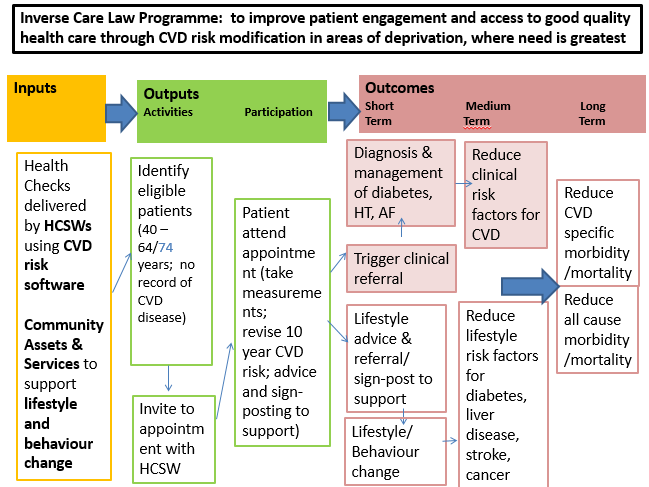 Inverse Care Law Programme:  to improve patient engagement and access to good quality
health care through CVD risk modification in areas of deprivation, where need is greatest
Inputs
Outputs
Activities
Participation
Outcomes
Short
Term
Medium
Term
Long
Term
Health
Checks
delivered
by HCSWs
using CVD
risk
software
Community
Assets &
Services to
support
lifestyle
and
behaviour
change
Identify
eligible
patients
(40 –
64/74
years;  no
record of
CVD
disease)
Invite to
appointm
ent with
HCSW
Patient
attend
appointme
nt (take
measureme
nts;
revise 10
year CVD
risk; advice
and sign-
posting to
support)
Diagnosis &
management
of diabetes,
HT, AF
Trigger clinical
referral
Lifestyle
advice &
referral/
sign-post to
support
Lifestyle/
Behaviour
change
Reduce
clinical
risk
factors for
CVD
Reduce
lifestyle
risk factors
for
diabetes,
liver
disease,
stroke,
cancer
Reduce
CVD
specific
morbidity
/mortality
Reduce
all cause
morbidity
/mortality